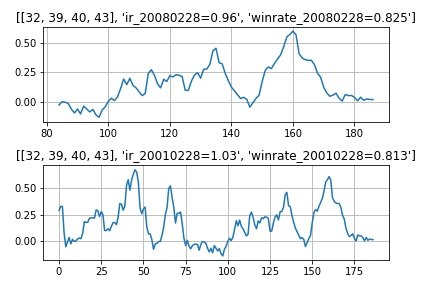 [[32, 39, 40, 43], 'ir_20080228=0.96', 'winrate_20080228=0.825']
0.50
0.25
0.00
80 100 120 140 160 180
[[32, 39, 40, 43], 'ir_20010228=1.03', 'winrate_20010228=0.813']
0.50
0.25
0.00
0 25 50 75 100 125 150 175